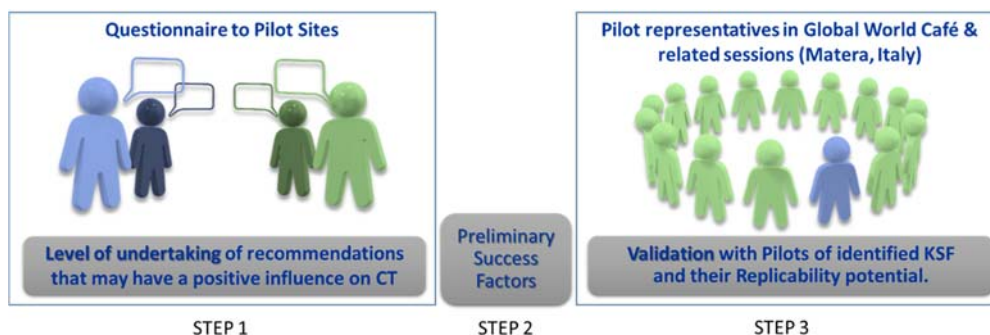 Questionnaire to Pilot Sites
Level of undertaking of recommendations
that may have a positive influence on CT
STEP 1
Preliminary
Success
Factors
STEP 2
Pilot representatives in Global World Café &
related sessions (Matera, Italy)
Validation with Pilots of identified KSF
and their Replicability potential.
STEP 3